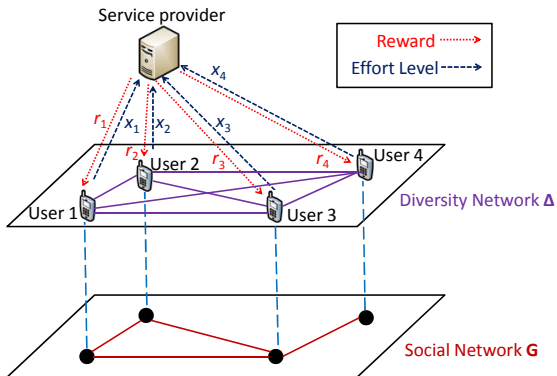 Service provider
Reward
Effort Level
x4
r1
x1
x2
x3
r2
r3
r4
User 4
User 2
User 1
User 3
Diversity Network Δ
Social Network G